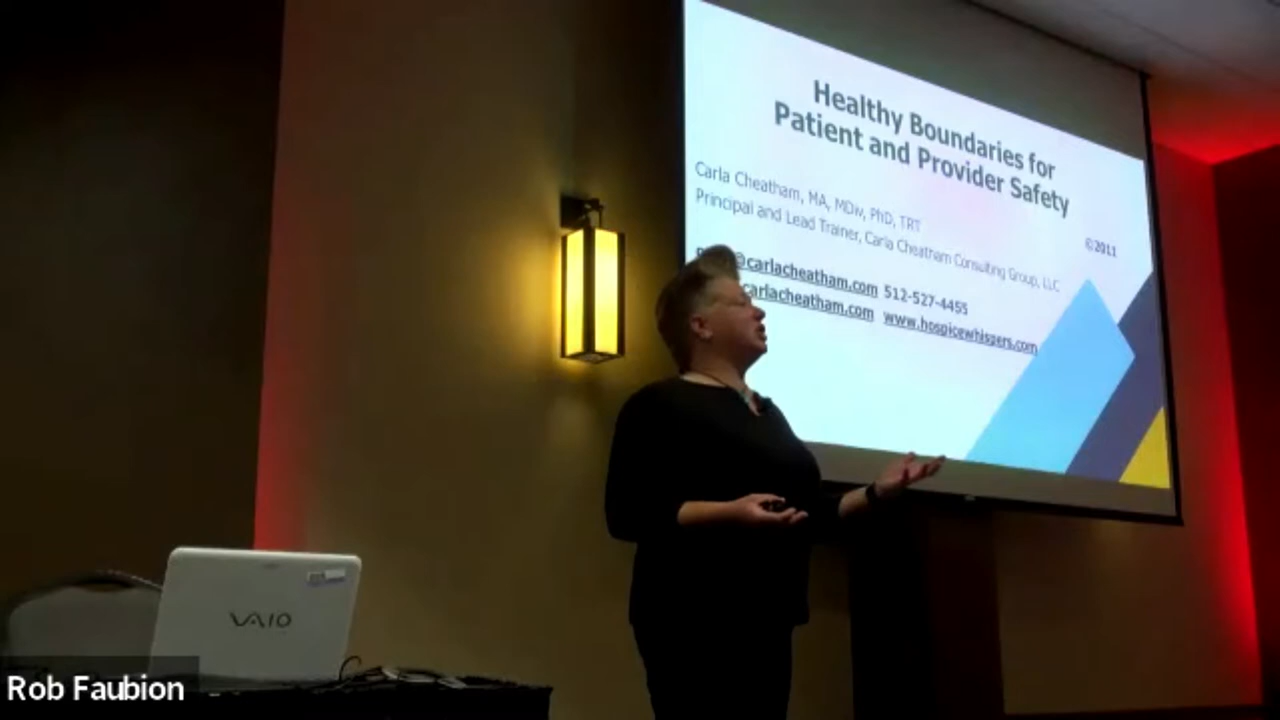 Healthy Boundaries for
Patient and Provider Safety
Carla Cheatham, MA, MDiv, PhD, TRT
Principal and Lead Trainer, Carla Cheatham Consulting Group, LLC
©2011
@carlacheatham.com 512-527-4455
carlacheatham.com www.hospicewhispers.com
VAIO
Rob Faubion